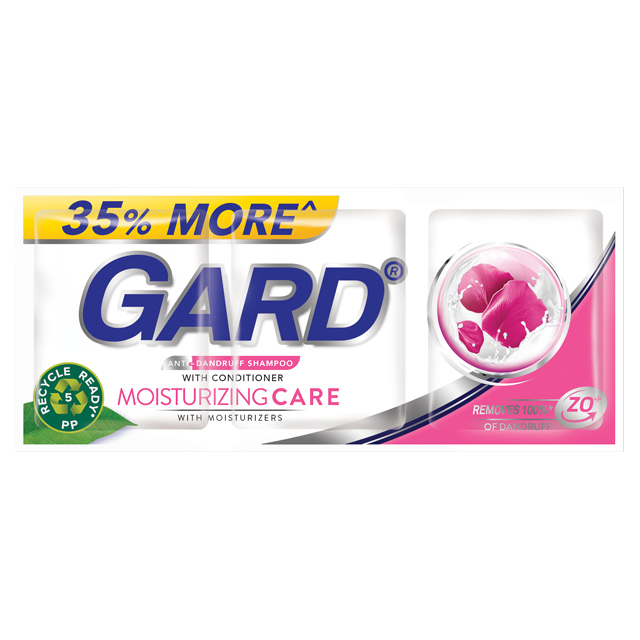 35% MORE^
GARD®
ANTI-DANDRUFF SHAMPOO
WITH CONDITIONER
MOISTURIZING CARE
WITH MOISTURIZERS
RECYCLE READY*
5
PP
REMOVES 100%*
OF DANDRUFF
ZO